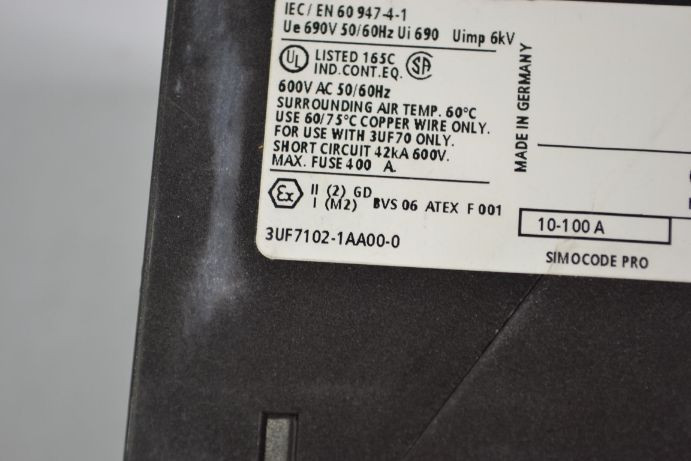 IEC/ EN 60 947-4-1
Ue 690V 50/60Hz Ui 690 Uimp 6kV
UL LISTED 165C SA
IND.CONT.EQ.
600V AC 50/60Hz
SURROUNDING AIR TEMP. 60°C
USE 60/75°C COPPER WIRE ONLY.
FOR USE WITH 3UF70 ONLY.
SHORT CIRCUIT 42kA 600V.
MAX. FUSE 400 A.
MADE IN GERMANY
Ex II (2) GD
I (M2) BVS 06 ATEX F 001
10-100 A
3UF7102-1AA00-0
SIMOCODE PRO